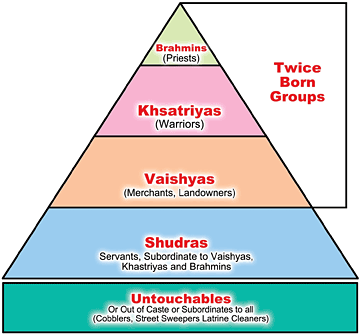 Brahmins
(Priests)
Twice
Born
Groups
Khsatriyas
(Warriors)
Vaishyas
(Merchants, Landowners)
Shudras
Servants, Subordinate to Vaishyas,
Khastriyas and Brahmins
Untouchables
Or Out of Caste or Subordinates to all
(Cobblers, Street Sweepers Latrine Cleaners)